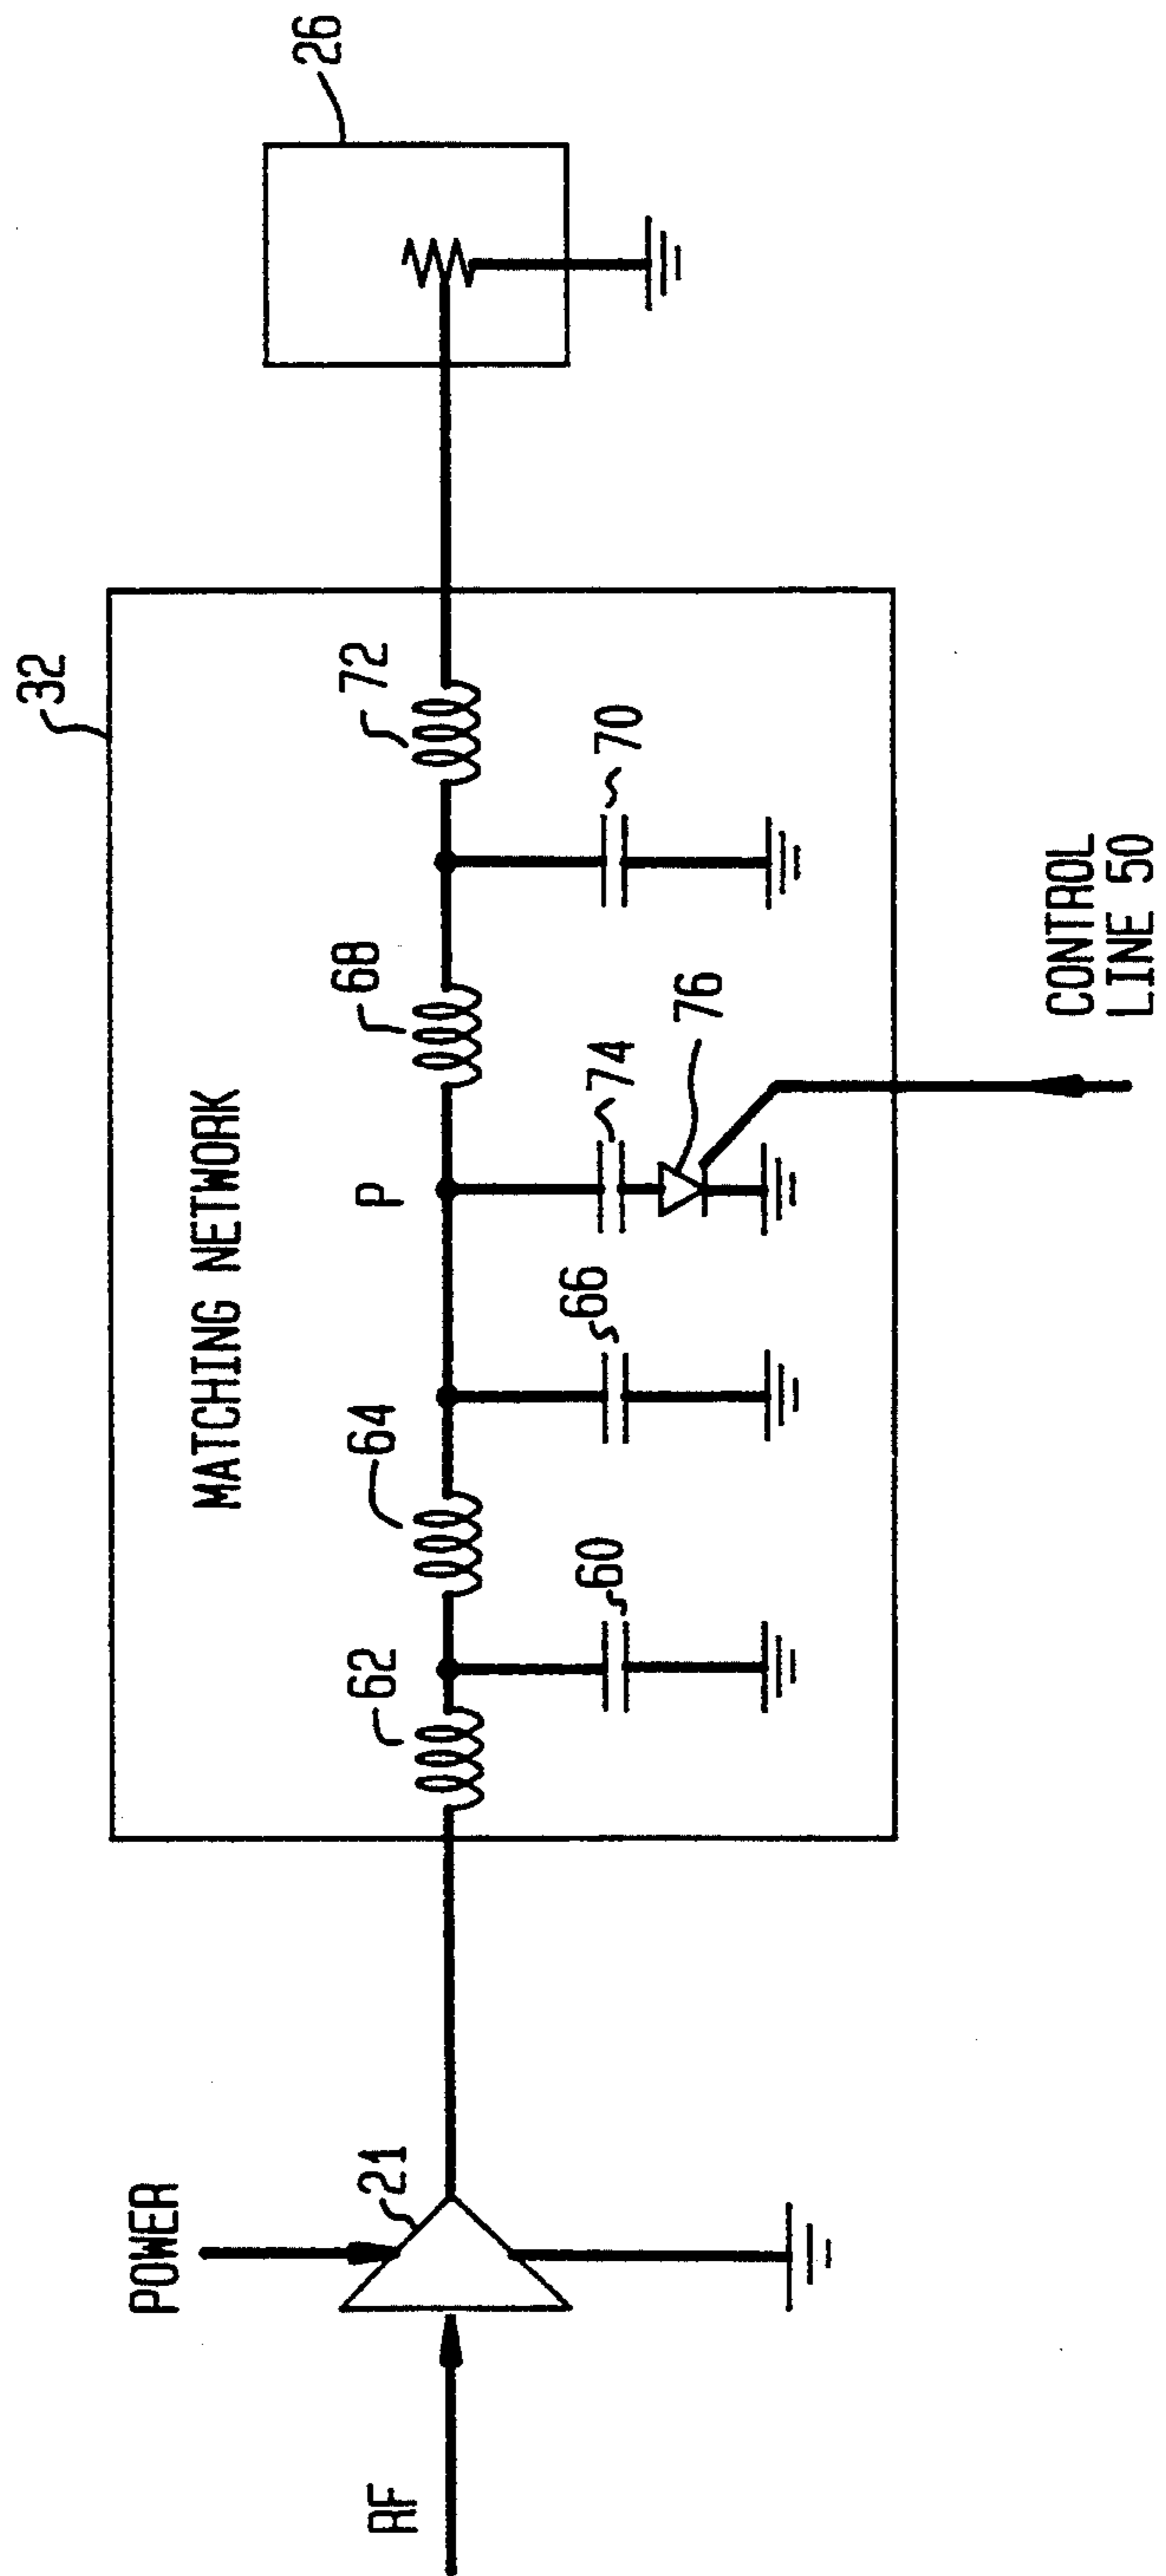 POWER
21
RF
32
MATCHING NETWORK
62
64
P
68
72
60
66
74
76
70
CONTROL
LINE 50
26